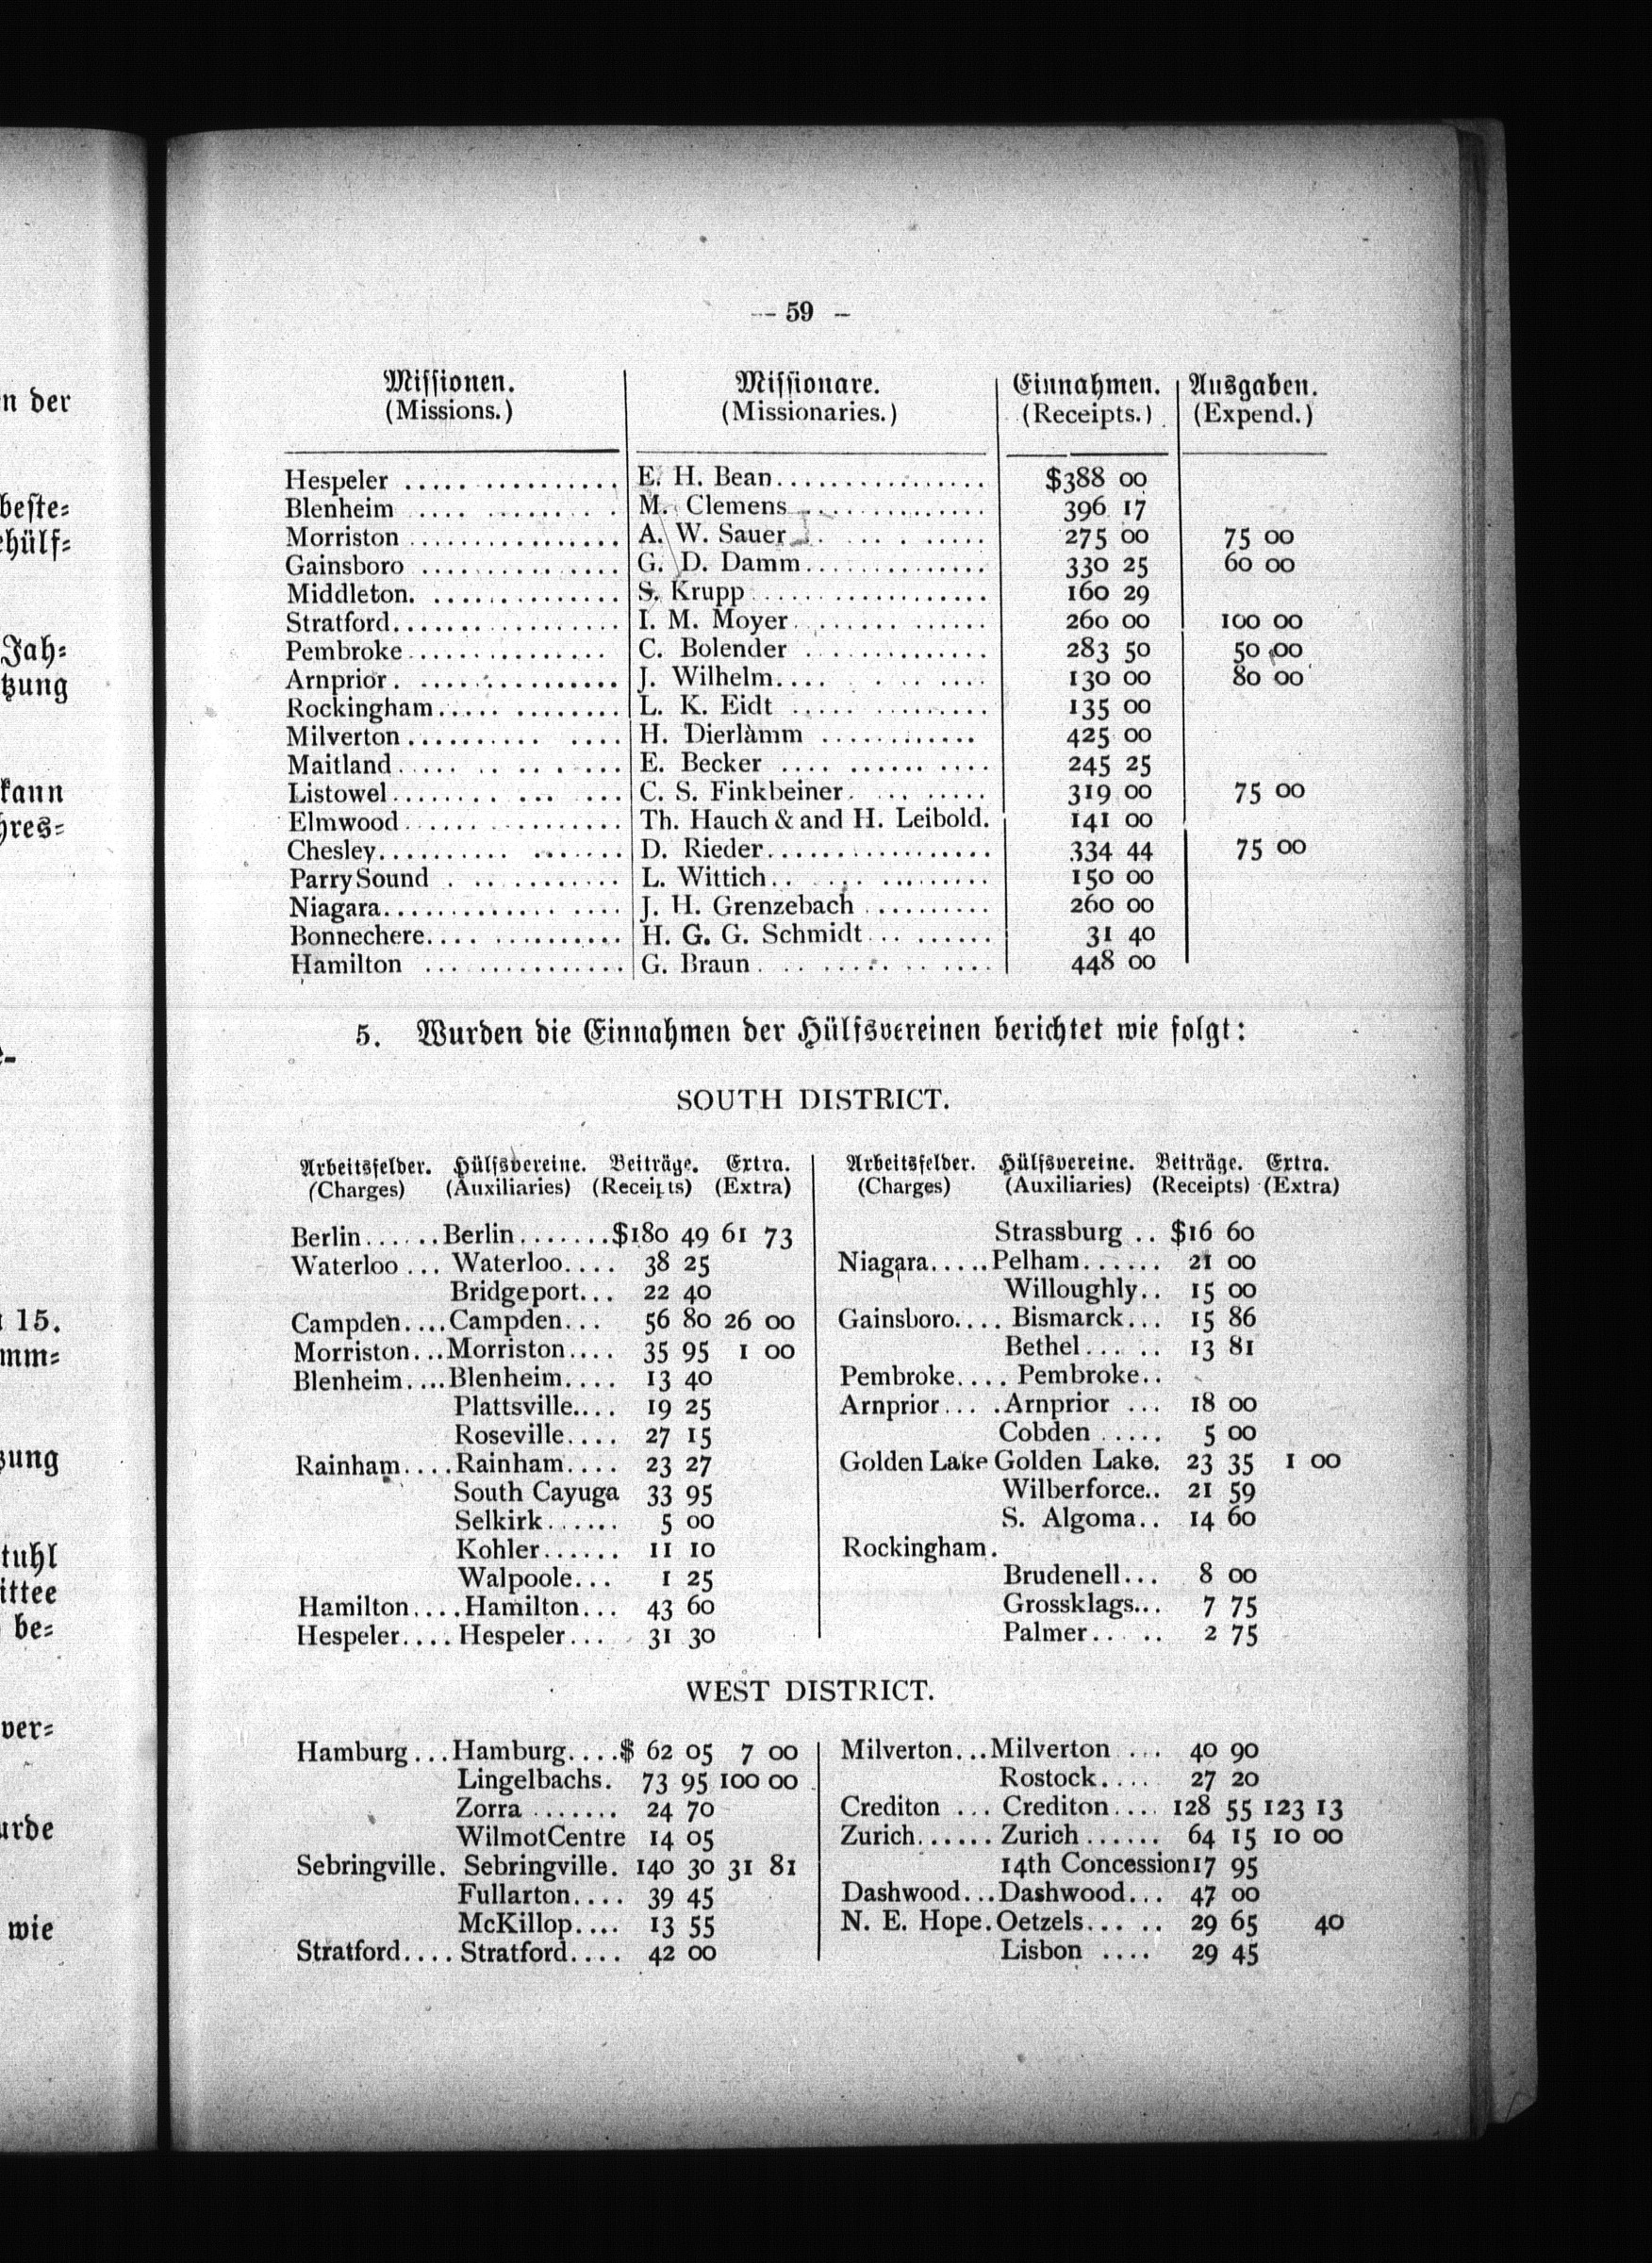 -- 59 --
Missionen. Missionare. Einnahmen. Ausgaben.
(Missions.) (Missionaries.) (Receipts.) (Expend.)
Hespeler ..... .......... E. H. Bean................ $388 00
Blenheim .... ........ . M. Clemens............... 396 17
Morriston ................ A. W. Sauer . ..... 275 00 75 00
Gainsboro ............... G. D. Damm.............. 330 25 60 00
Middleton. .............. S. Krupp................. 160 29
Stratford................. I. M. Moyer............. 260 00 100 00
Pembroke............... C. Bolender ............. 283 50 50 00
Arnprior. ............... J. Wilhelm.... . .... 130 00 80 00
Rockingham..... ........ L. K. Eidt ..... ........ 135 00
Milverton.......... .... H. Dierlamm ............ 425 00
Maitland..... .. .. . ... E. Becker .... ...... .... 245 25
Listowel......... ... ... C. S. Finkbeiner. .. ..... 319 00 75 00
Elmwood................ Th. Hauch & and H. Leibold. 141 00
Chesley.......... ....... D. Rieder................ 334 44 75 00
Parry Sound . .. ......... L. Wittich.. .. . ......... 150 00
Niagara............. .... J. H. Grenzebach .......... 260 00
Bonnechere.... .......... H. G. G. Schmidt... ...... 31 40
Hamilton ... ............ G. Braun. . ...... .. .... 448 00
5. Wurden die Einnahmen der Hülfsvereinen berichtet wie folgt:
SOUTH DISTRICT.
Arbeitsfelder. Hülfsvereine. Beiträge. Extra.
(Charges) (Auxiliaries) (Receipts) (Extra)
Berlin......Berlin.......$180 49 61 73
Waterloo ... Waterloo.... 38 25
Bridgeport... 22 40
Campden....Campden... 56 80 26 00
Morriston...Morriston.... 35 95 1 00
Blenheim....Blenheim.... 13 40
Plattsville.... 19 25
Roseville.... 27 15
Rainham....Rainham.... 23 27
South Cayuga 33 95
Selkirk...... 5 00
Kohler...... 11 10
Walpoole... 1 25
Hamilton....Hamilton... 43 60
Hespeler....Hespeler... 31 30
Arbeitsfelder. Hülfsvereine. Beiträge. Extra.
(Charges) (Auxiliaries) (Receipts) (Extra)
Strassburg .. $16 60
Niagara.....Pelham...... 21 00
Willoughly.. 15 00
Gainsboro.... Bismarck... 15 86
Bethel... .. 13 81
Pembroke.... Pembroke..
Arnprior... .Arnprior ... 18 00
Cobden ..... 5 00
Golden Lake Golden Lake. 23 35 1 00
Wilberforce.. 21 59
S. Algoma.. 14 60
Rockingham.
Brudenell... 8 00
Grossklags... 7 75
Palmer.. .. 2 75
WEST DISTRICT.
Hamburg...Hamburg....$ 62 05 7 00
Lingelbachs. 73 95 100 00
Zorra ....... 24 70
WilmotCentre 14 05
Sebringville. Sebringville. 140 30 31 81
Fullarton.... 39 45
McKillop.... 13 55
Stratford.... Stratford.... 42 00
Milverton...Milverton ... 40 90
Rostock.... 27 20
Crediton ... Crediton.... 128 55 123 13
Zurich...... Zurich ...... 64 15 10 00
14th Concession17 95
Dashwood...Dashwood... 47 00
N. E. Hope.Oetzels... .. 29 65 40
Lisbon .... 29 45
n der
beste=
hülf=
Jah=
tzung
kann
hres=
15.
mm=
tuhl
ittee
be=
ver=
urde
wie